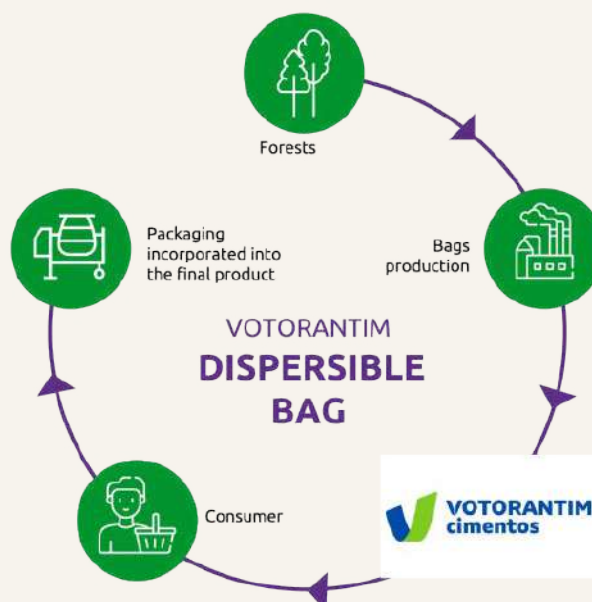 Forests
Packaging
incorporated into
the final product
Bags
production
VOTORANTIM
DISPERSIBLE
BAG
Consumer
VOTORANTIM
cimentos